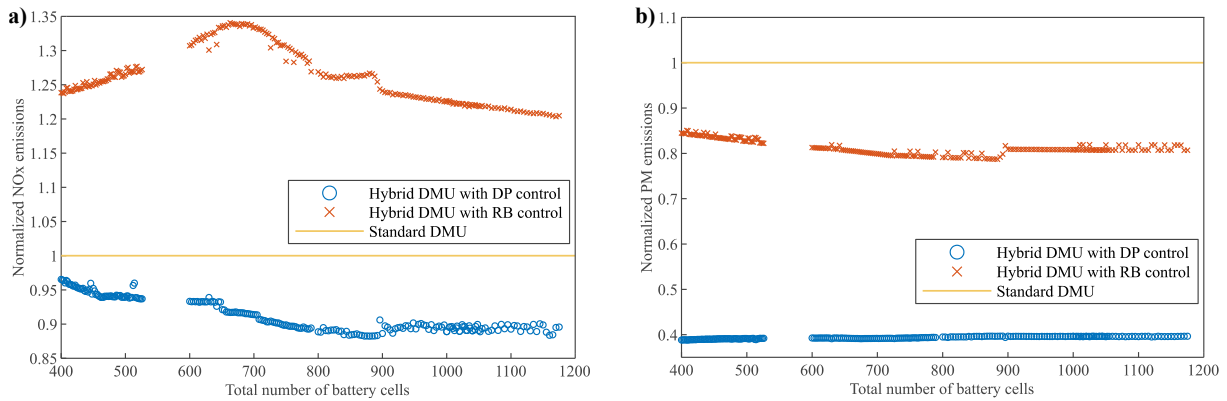 a)
Normalized NOx emissions
1.35
1.3
1.25
1.2
1.15
1.1
1.05
1
0.95
0.9
0.85
400 500 600 700 800 900 1000 1100 1200
Total number of battery cells
Hybrid DMU with DP control
Hybrid DMU with RB control
Standard DMU
b)
Normalized PM emissions
1.1
1
0.9
0.8
0.7
0.6
0.5
0.4
400 500 600 700 800 900 1000 1100 1200
Total number of battery cells
Hybrid DMU with DP control
Hybrid DMU with RB control
Standard DMU